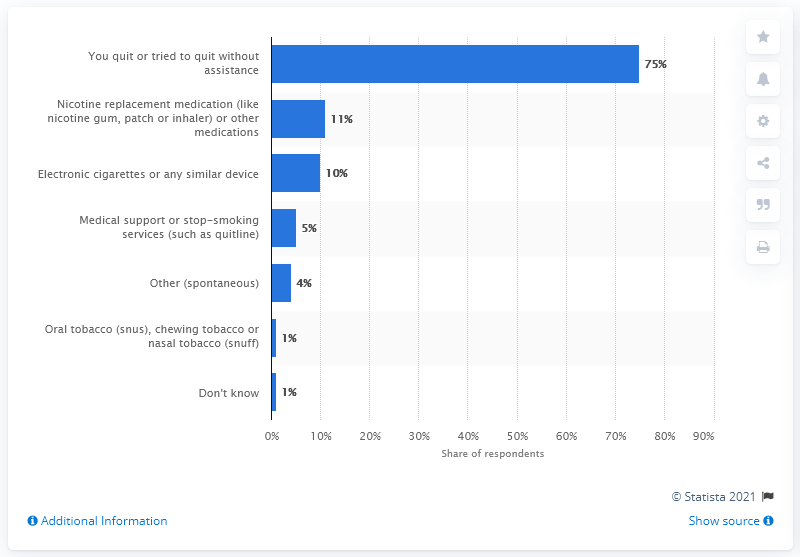 You quit or tried to quit without
assistance
75%
Nicotine replacement medication (like
nicotine gum, patch or inhaler) or other
medications
11%
Electronic cigarettes or any similar device
10%
Medical support or stop-smoking
services (such as quitline)
5%
Other (spontaneous)
4%
Oral tobacco (snus), chewing tobacco or
nasal tobacco (snuff)
1%
Don't know
1%
0% 10% 20% 30% 40% 50% 60% 70% 80% 90%
Share of respondents
© Statista 2021
Additional Information
Show source